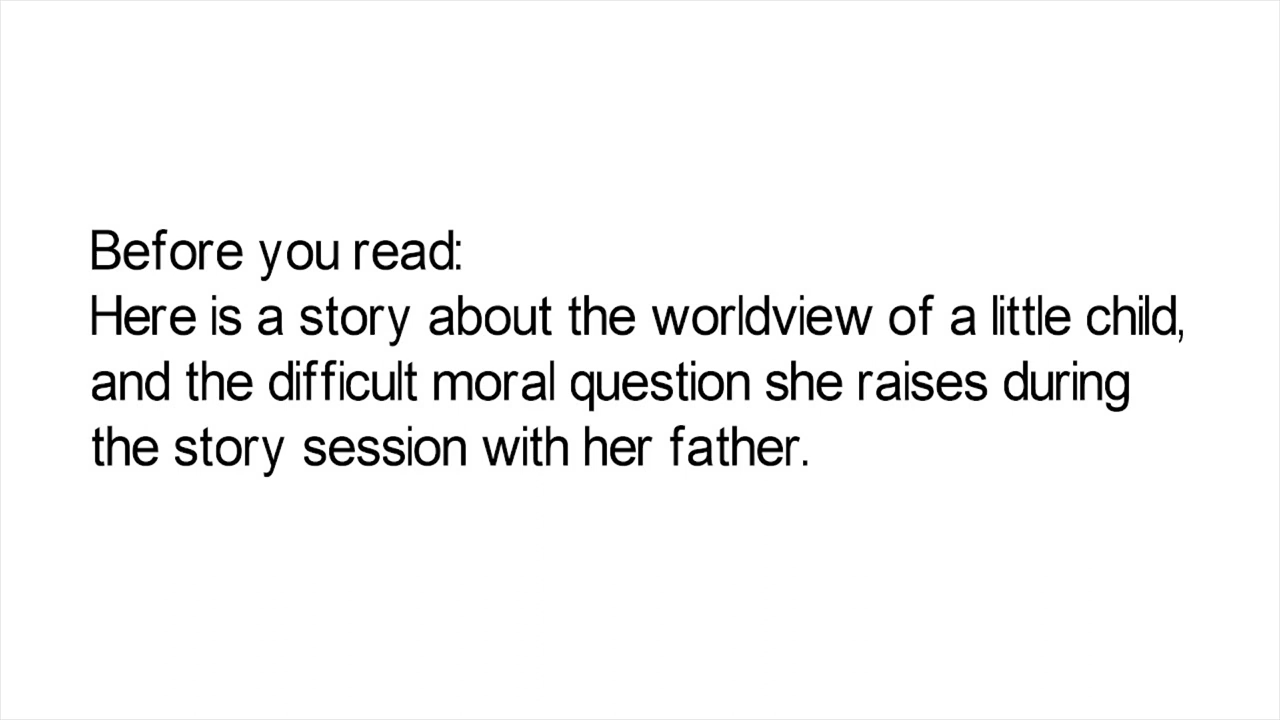 Before you read:
Here is a story about the worldview of a little child,
and the difficult moral question she raises during
the story session with her father.